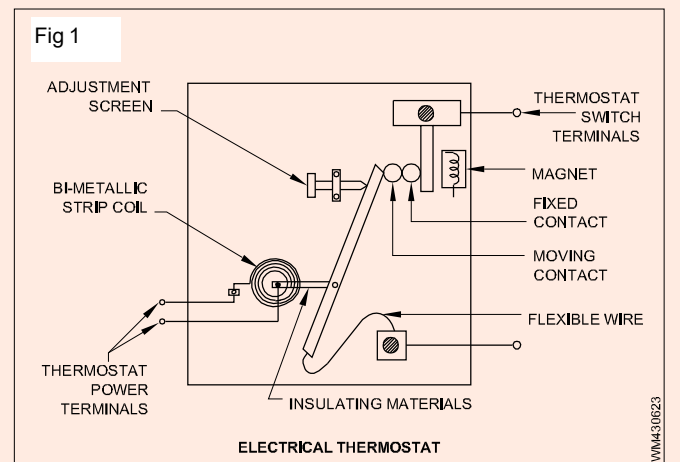 Fig 1
ADJUSTMENT
SCREEN
BI-METALLIC
STRIP COIL
THERMOSTAT
POWER
TERMINALS
INSULATING MATERIALS
THERMOSTAT
SWITCH
TERMINALS
MAGNET
FIXED
CONTACT
MOVING
CONTACT
FLEXIBLE WIRE
ELECTRICAL THERMOSTAT
WM430623